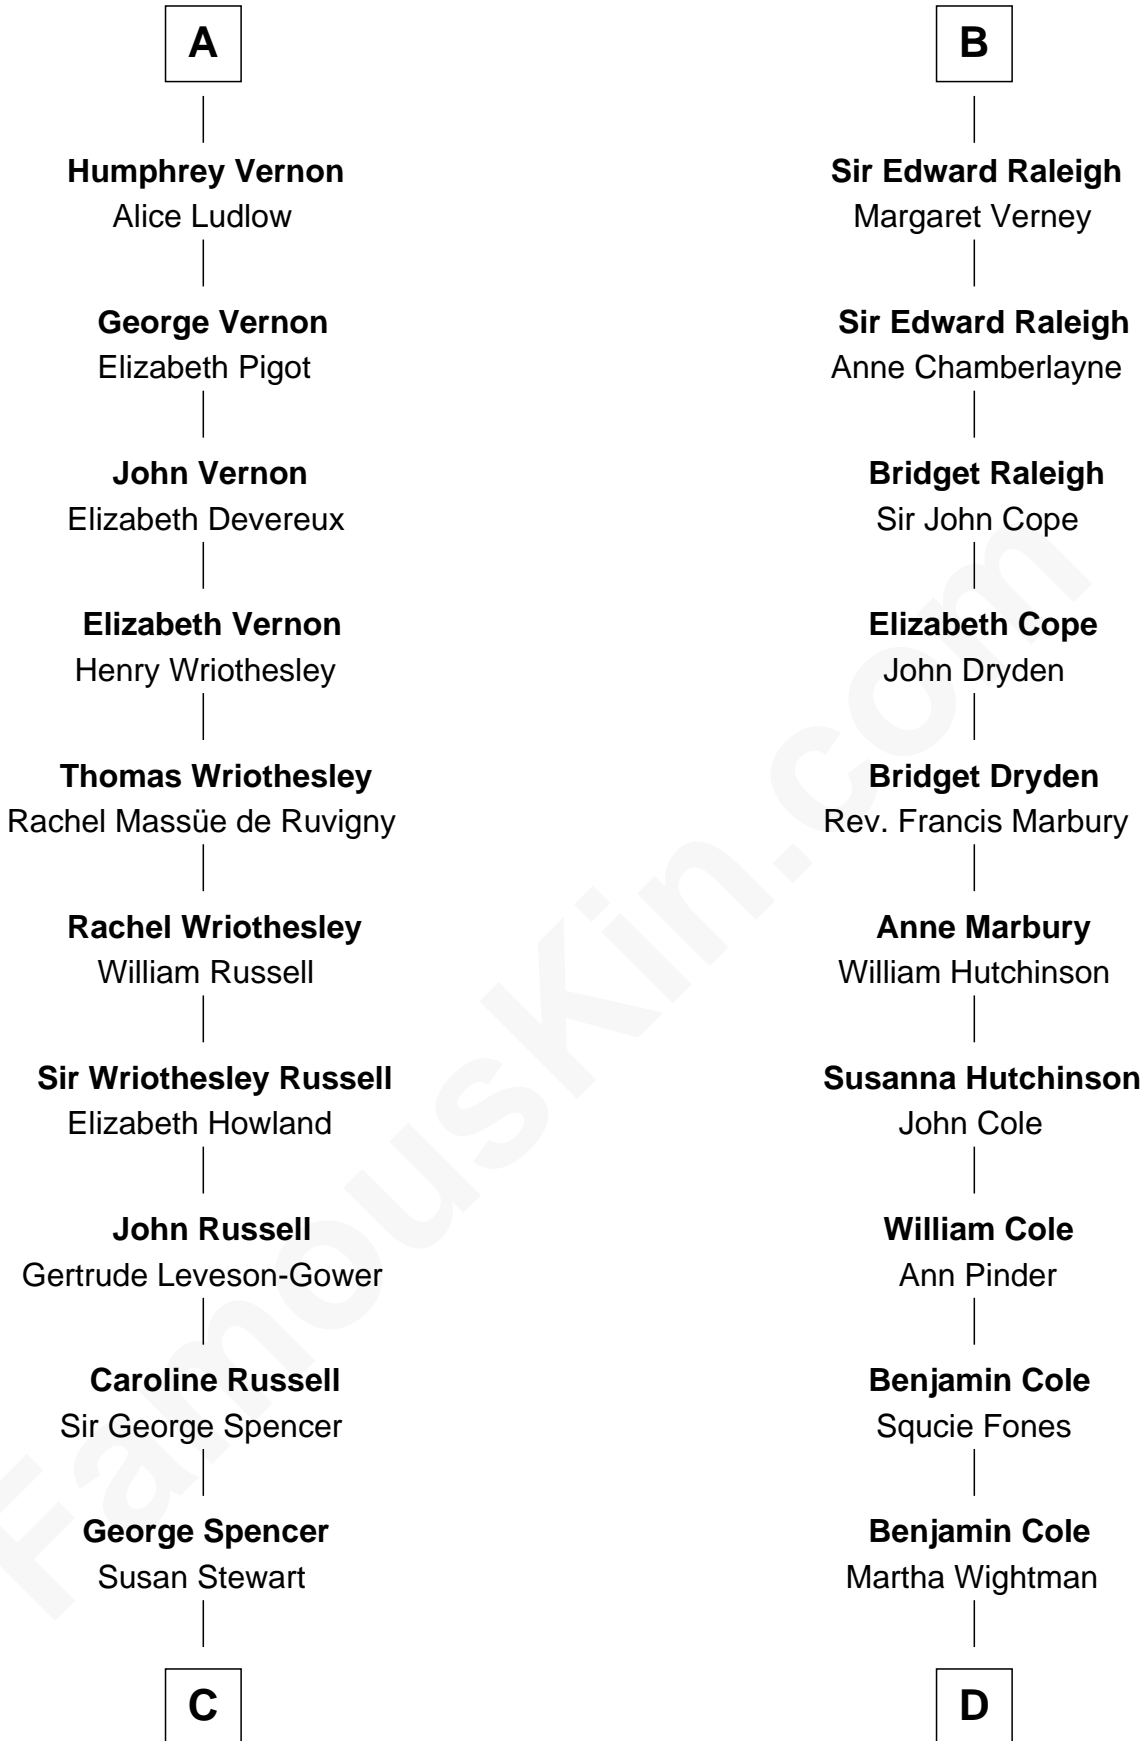 A
Humphrey Vernon
Alice Ludlow
George Vernon
Elizabeth Pigot
John Vernon
Elizabeth Devereux
Elizabeth Vernon
Henry Wriothesley
Thomas Wriothesley
Rachel Massüe de Ruvigny
Rachel Wriothesley
William Russell
Sir Wriothesley Russell
Elizabeth Howland
John Russell
Gertrude Leveson-Gower
Caroline Russell
Sir George Spencer
George Spencer
Susan Stewart
C
B
Sir Edward Raleigh
Margaret Verney
Sir Edward Raleigh
Anne Chamberlayne
Bridget Raleigh
Sir John Cope
Elizabeth Cope
John Dryden
Bridget Dryden
Rev. Francis Marbury
Anne Marbury
William Hutchinson
Susanna Hutchinson
John Cole
William Cole
Ann Pinder
Benjamin Cole
Squcie Fones
Benjamin Cole
Martha Wightman
D
FamousKin.com